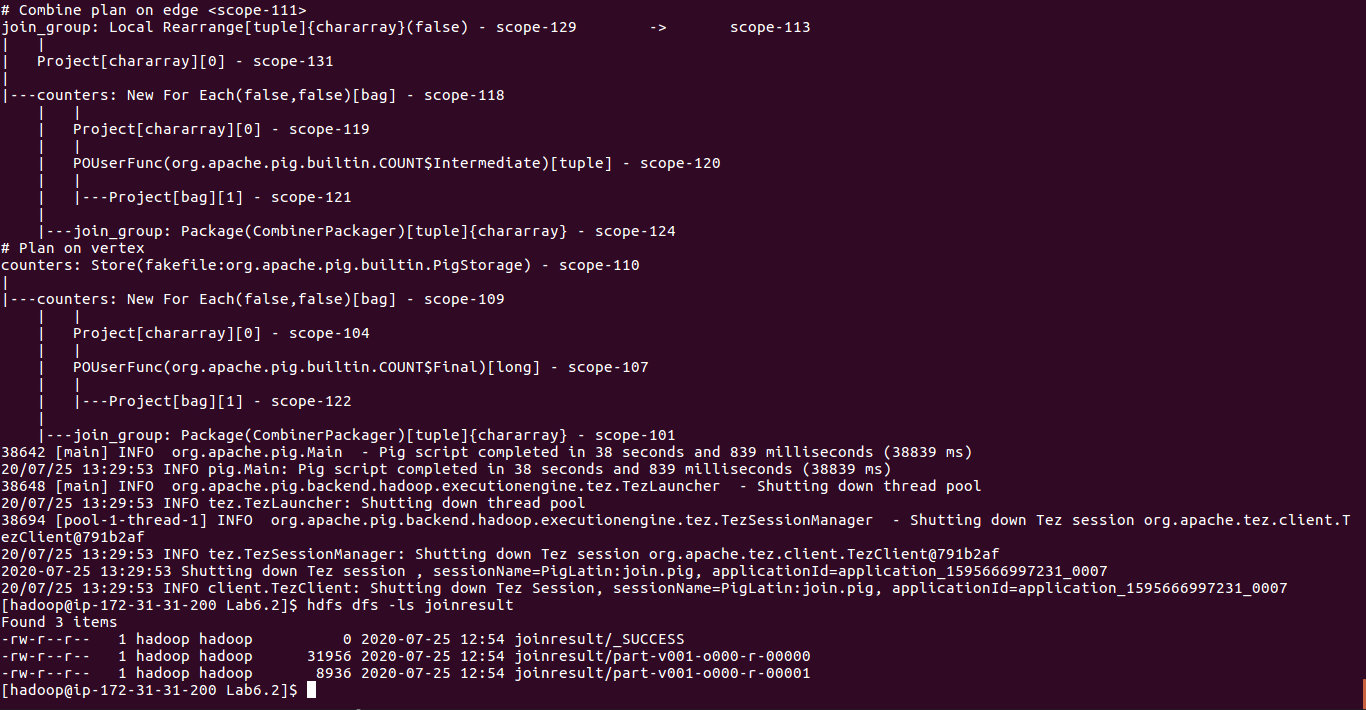 # Combine plan on edge <scope-111>
join_group: Local Rearrange[tuple]{chararray}(false) - scope-129        ->       scope-113
|   |
|   Project[chararray][0] - scope-131
|
|---counters: New For Each(false,false)[bag] - scope-118
    |   |
    |   Project[chararray][0] - scope-119
    |   |
    |   POUserFunc(org.apache.pig.builtin.COUNT$Intermediate)[tuple] - scope-120
    |   |
    |   |---Project[bag][1] - scope-121
    |
    |---join_group: Package(CombinerPackager)[tuple]{chararray} - scope-124
# Plan on vertex
counters: Store(fakefile:org.apache.pig.builtin.PigStorage) - scope-110
|
|---counters: New For Each(false,false)[bag] - scope-109
    |   |
    |   Project[chararray][0] - scope-104
    |   |
    |   POUserFunc(org.apache.pig.builtin.COUNT$Final)[long] - scope-107
    |   |
    |   |---Project[bag][1] - scope-122
    |
    |---join_group: Package(CombinerPackager)[tuple]{chararray} - scope-101
38642 [main] INFO  org.apache.pig.Main  - Pig script completed in 38 seconds and 839 milliseconds (38839 ms)
20/07/25 13:29:53 INFO pig.Main: Pig script completed in 38 seconds and 839 milliseconds (38839 ms)
38648 [main] INFO  org.apache.pig.backend.hadoop.executionengine.tez.TezLauncher  - Shutting down thread pool
20/07/25 13:29:53 INFO tez.TezLauncher: Shutting down thread pool
38694 [pool-1-thread-1] INFO  org.apache.pig.backend.hadoop.executionengine.tez.TezSessionManager  - Shutting down Tez session org.apache.tez.client.T
ezClient@791b2af
20/07/25 13:29:53 INFO tez.TezSessionManager: Shutting down Tez session org.apache.tez.client.TezClient@791b2af
2020-07-25 13:29:53 Shutting down Tez session , sessionName=PigLatin:join.pig, applicationId=application_1595666997231_0007
20/07/25 13:29:53 INFO client.TezClient: Shutting down Tez Session, sessionName=PigLatin:join.pig, applicationId=application_1595666997231_0007
[hadoop@ip-172-31-31-200 Lab6.2]$ hdfs dfs -ls joinresult
Found 3 items
-rw-r--r--   1 hadoop hadoop          0 2020-07-25 12:54 joinresult/_SUCCESS
-rw-r--r--   1 hadoop hadoop      31956 2020-07-25 12:54 joinresult/part-v001-o000-r-00000
-rw-r--r--   1 hadoop hadoop       8936 2020-07-25 12:54 joinresult/part-v001-o000-r-00001
[hadoop@ip-172-31-31-200 Lab6.2]$